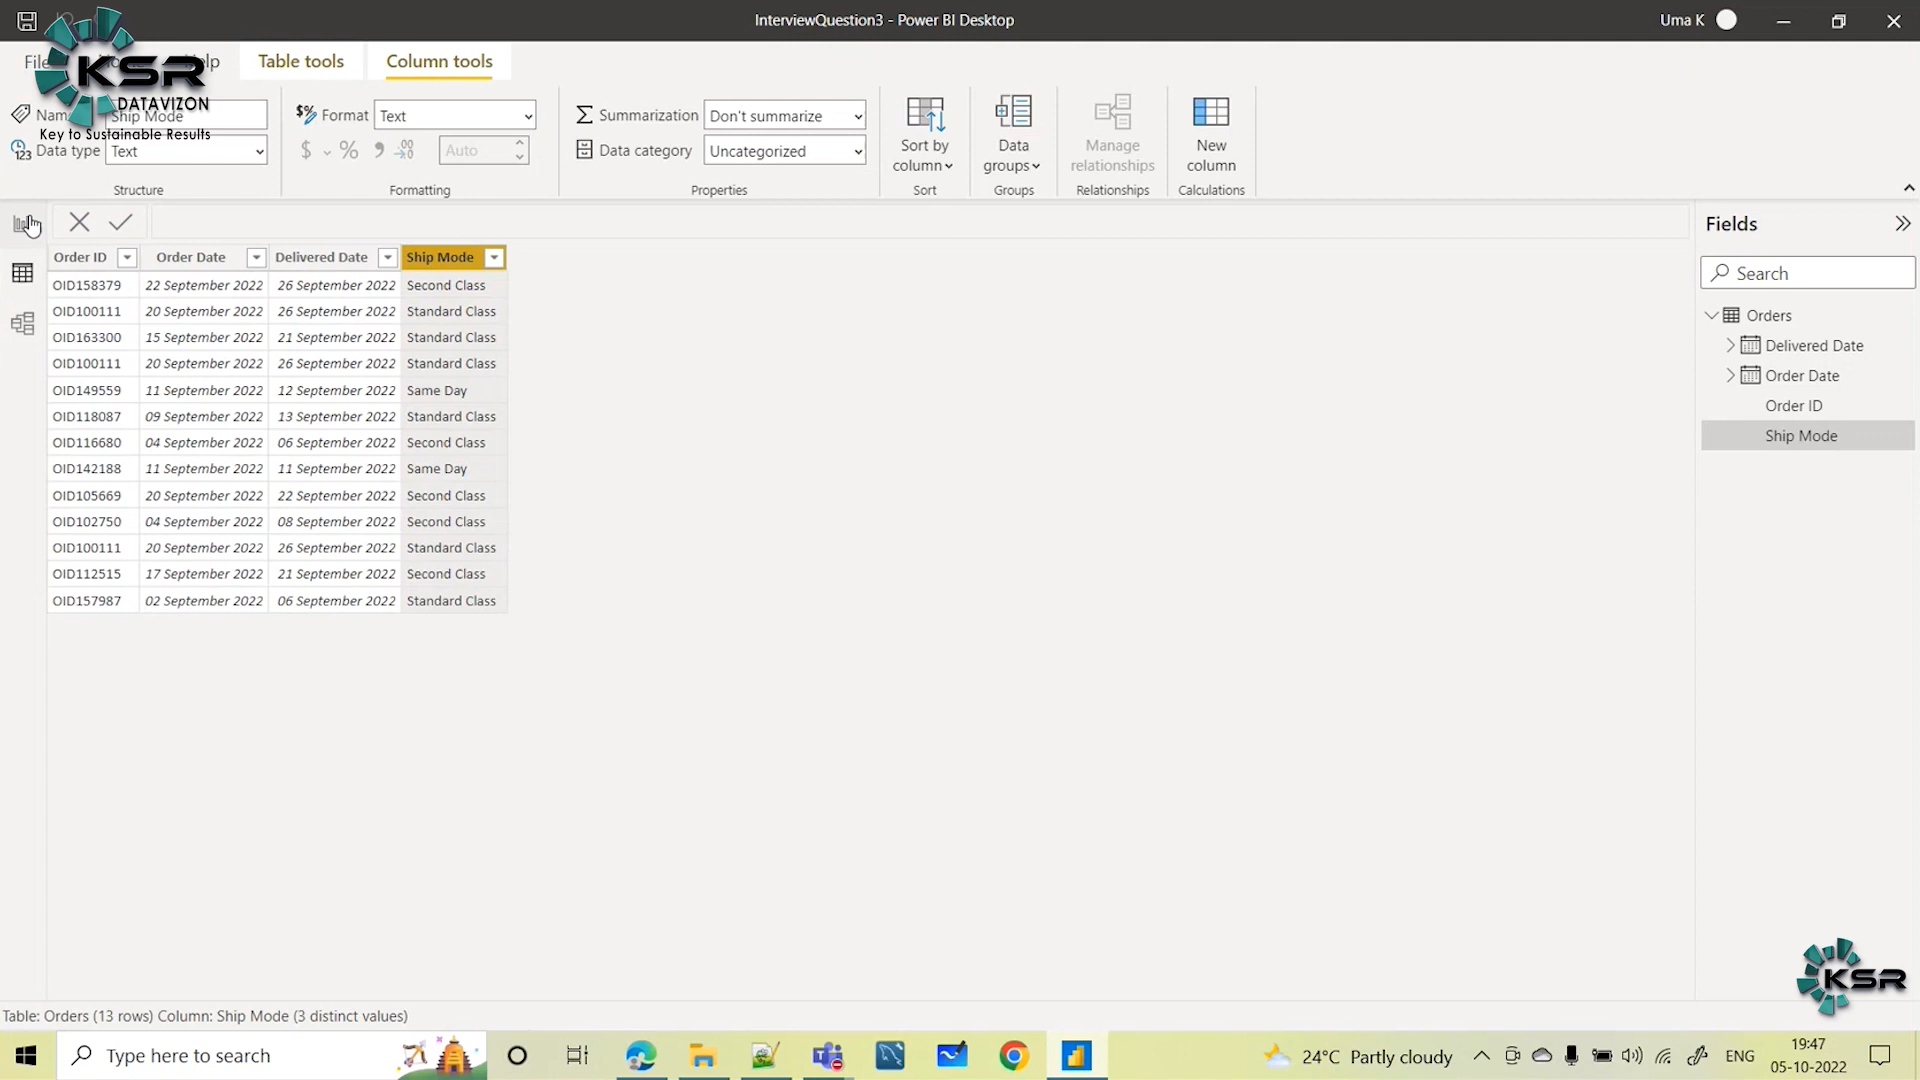 InterviewQuestion3 - Power BI Desktop
Uma K
Table tools
Column tools
KSR
DATAVIZON
Key to Sustainable Results
Ship Mode
Data type
Text
Structure
Format
Text
Auto
Formatting
Summarization
Don't summarize
Data category
Uncategorized
Properties
Sort by
column
Sort
Data
groups
Groups
Manage
relationships
Relationships
New
column
Calculations
Order ID Order Date Delivered Date Ship Mode
OID158379 22 September 2022 26 September 2022 Second Class
OID100111 20 September 2022 26 September 2022 Standard Class
OID163300 15 September 2022 21 September 2022 Standard Class
OID100111 20 September 2022 26 September 2022 Standard Class
OID149559 11 September 2022 12 September 2022 Same Day
OID118087 09 September 2022 13 September 2022 Standard Class
OID116680 04 September 2022 06 September 2022 Second Class
OID142188 11 September 2022 11 September 2022 Same Day
OID105669 20 September 2022 22 September 2022 Second Class
OID102750 04 September 2022 08 September 2022 Second Class
OID100111 20 September 2022 26 September 2022 Standard Class
OID112515 17 September 2022 21 September 2022 Second Class
OID157987 02 September 2022 06 September 2022 Standard Class
Fields
Search
Orders
Delivered Date
Order Date
Order ID
Ship Mode
KSR
Table: Orders (13 rows) Column: Ship Mode (3 distinct values)
Type here to search
24°C Partly cloudy
ENG
19:47
05-10-2022